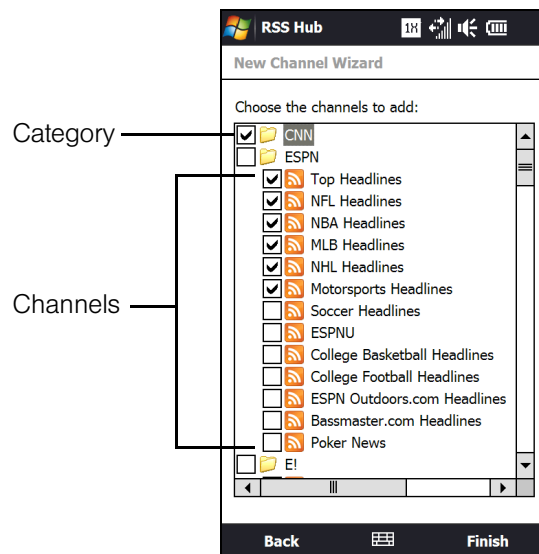 RSS Hub
1X
New Channel Wizard
Choose the channels to add:
Category
CNN
ESPN
Top Headlines
NFL Headlines
NBA Headlines
MLB Headlines
NHL Headlines
Motorsports Headlines
Channels
Soccer Headlines
ESPNU
College Basketball Headlines
College Football Headlines
ESPN Outdoors.com Headlines
Bassmaster.com Headlines
Poker News
E!
Back
Finish